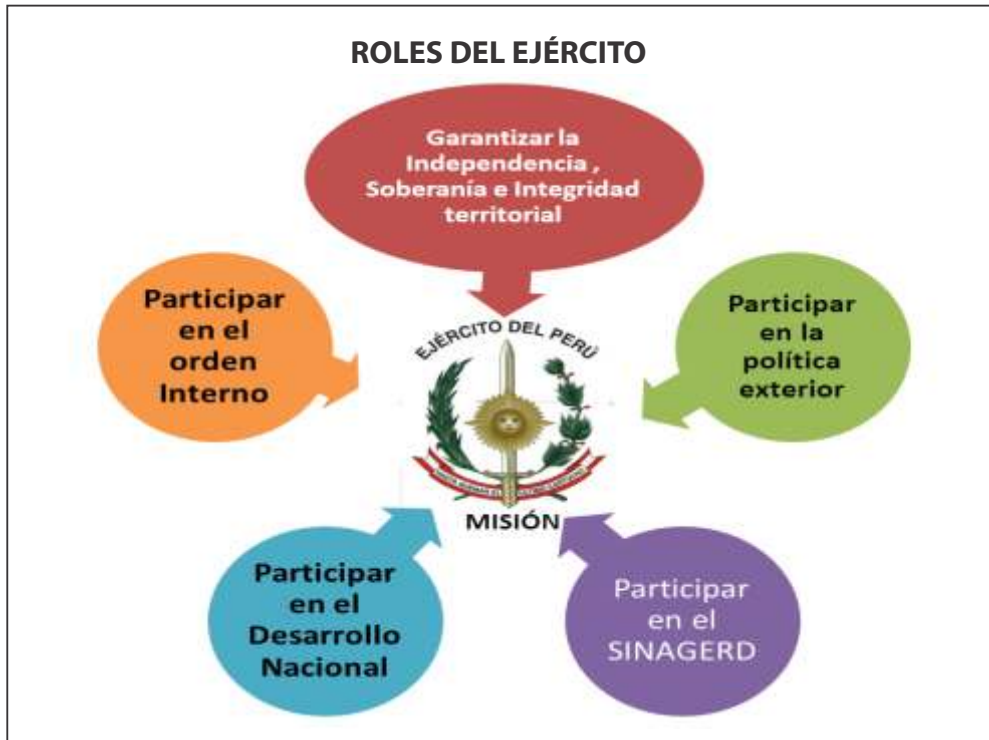 ROLES DEL EJÉRCITO
Garantizar la
Independencia ,
Soberanía e Integridad
territorial
Participar
en el
orden
Interno
Participar
en la
política
exterior
EJÉRCITO DEL PERÚ
MISIÓN
Participar
en el
Desarrollo
Nacional
Participar
en el
SINAGERD